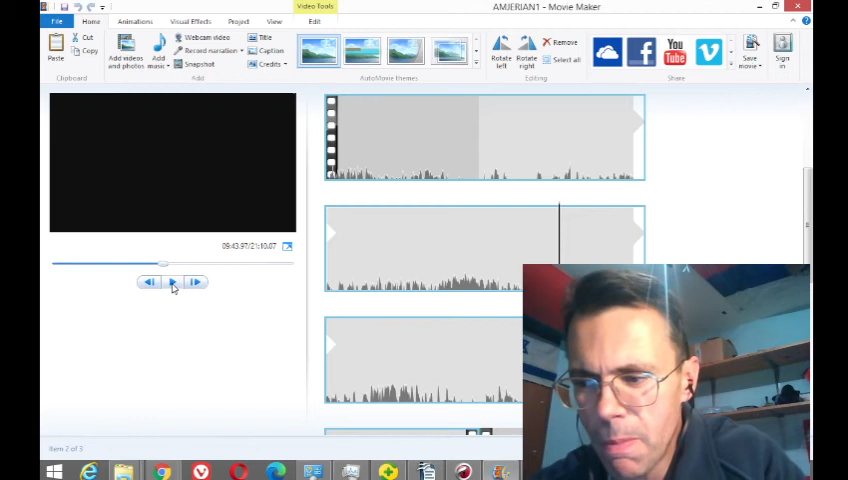 Video Tools
AMJERIAN1 - Movie Maker
File Home Animations Visual Effects Project View Edit
Paste
Cut
Copy
Clipboard
Add videos
and photos
Add
music
Webcam video
Record narration
Snapshot
Title
Caption
Credits
Add
AutoMovie themes
Rotate
left
Rotate
right
Remove
Select all
Editing
You
Tube
Share
Save
movie
Sign
in
09:43.97/21:10.07
Item 2 of 3